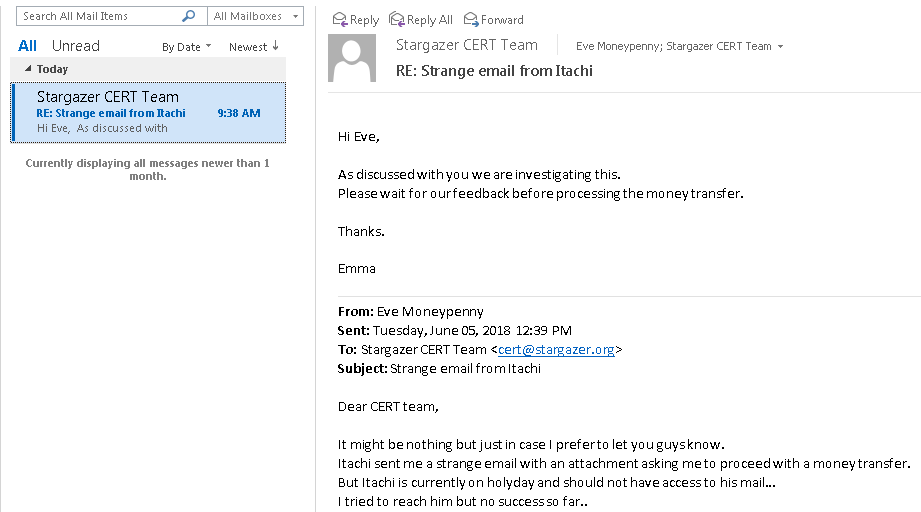 Search All Mail Items
All Mailboxes
All Unread By Date Newest ↓
Today
Stargazer CERT Team
RE: Strange email from Itachi 9:38 AM
Hi Eve, As discussed with
Currently displaying all messages newer than 1
month.
Reply Reply All Forward
Stargazer CERT Team Eve Moneypenny; Stargazer CERT Team
RE: Strange email from Itachi
Hi Eve,
As discussed with you we are investigating this.
Please wait for our feedback before processing the money transfer.
Thanks.
Emma
From: Eve Moneypenny
Sent: Tuesday, June 05, 2018 12:39 PM
To: Stargazer CERT Team <cert@stargazer.org>
Subject: Strange email from Itachi
Dear CERT team,
It might be nothing but just in case I prefer to let you guys know.
Itachi sent me a strange email with an attachment asking me to proceed with a money transfer.
But Itachi is currently on holyday and should not have access to his mail...
I tried to reach him but no success so far..